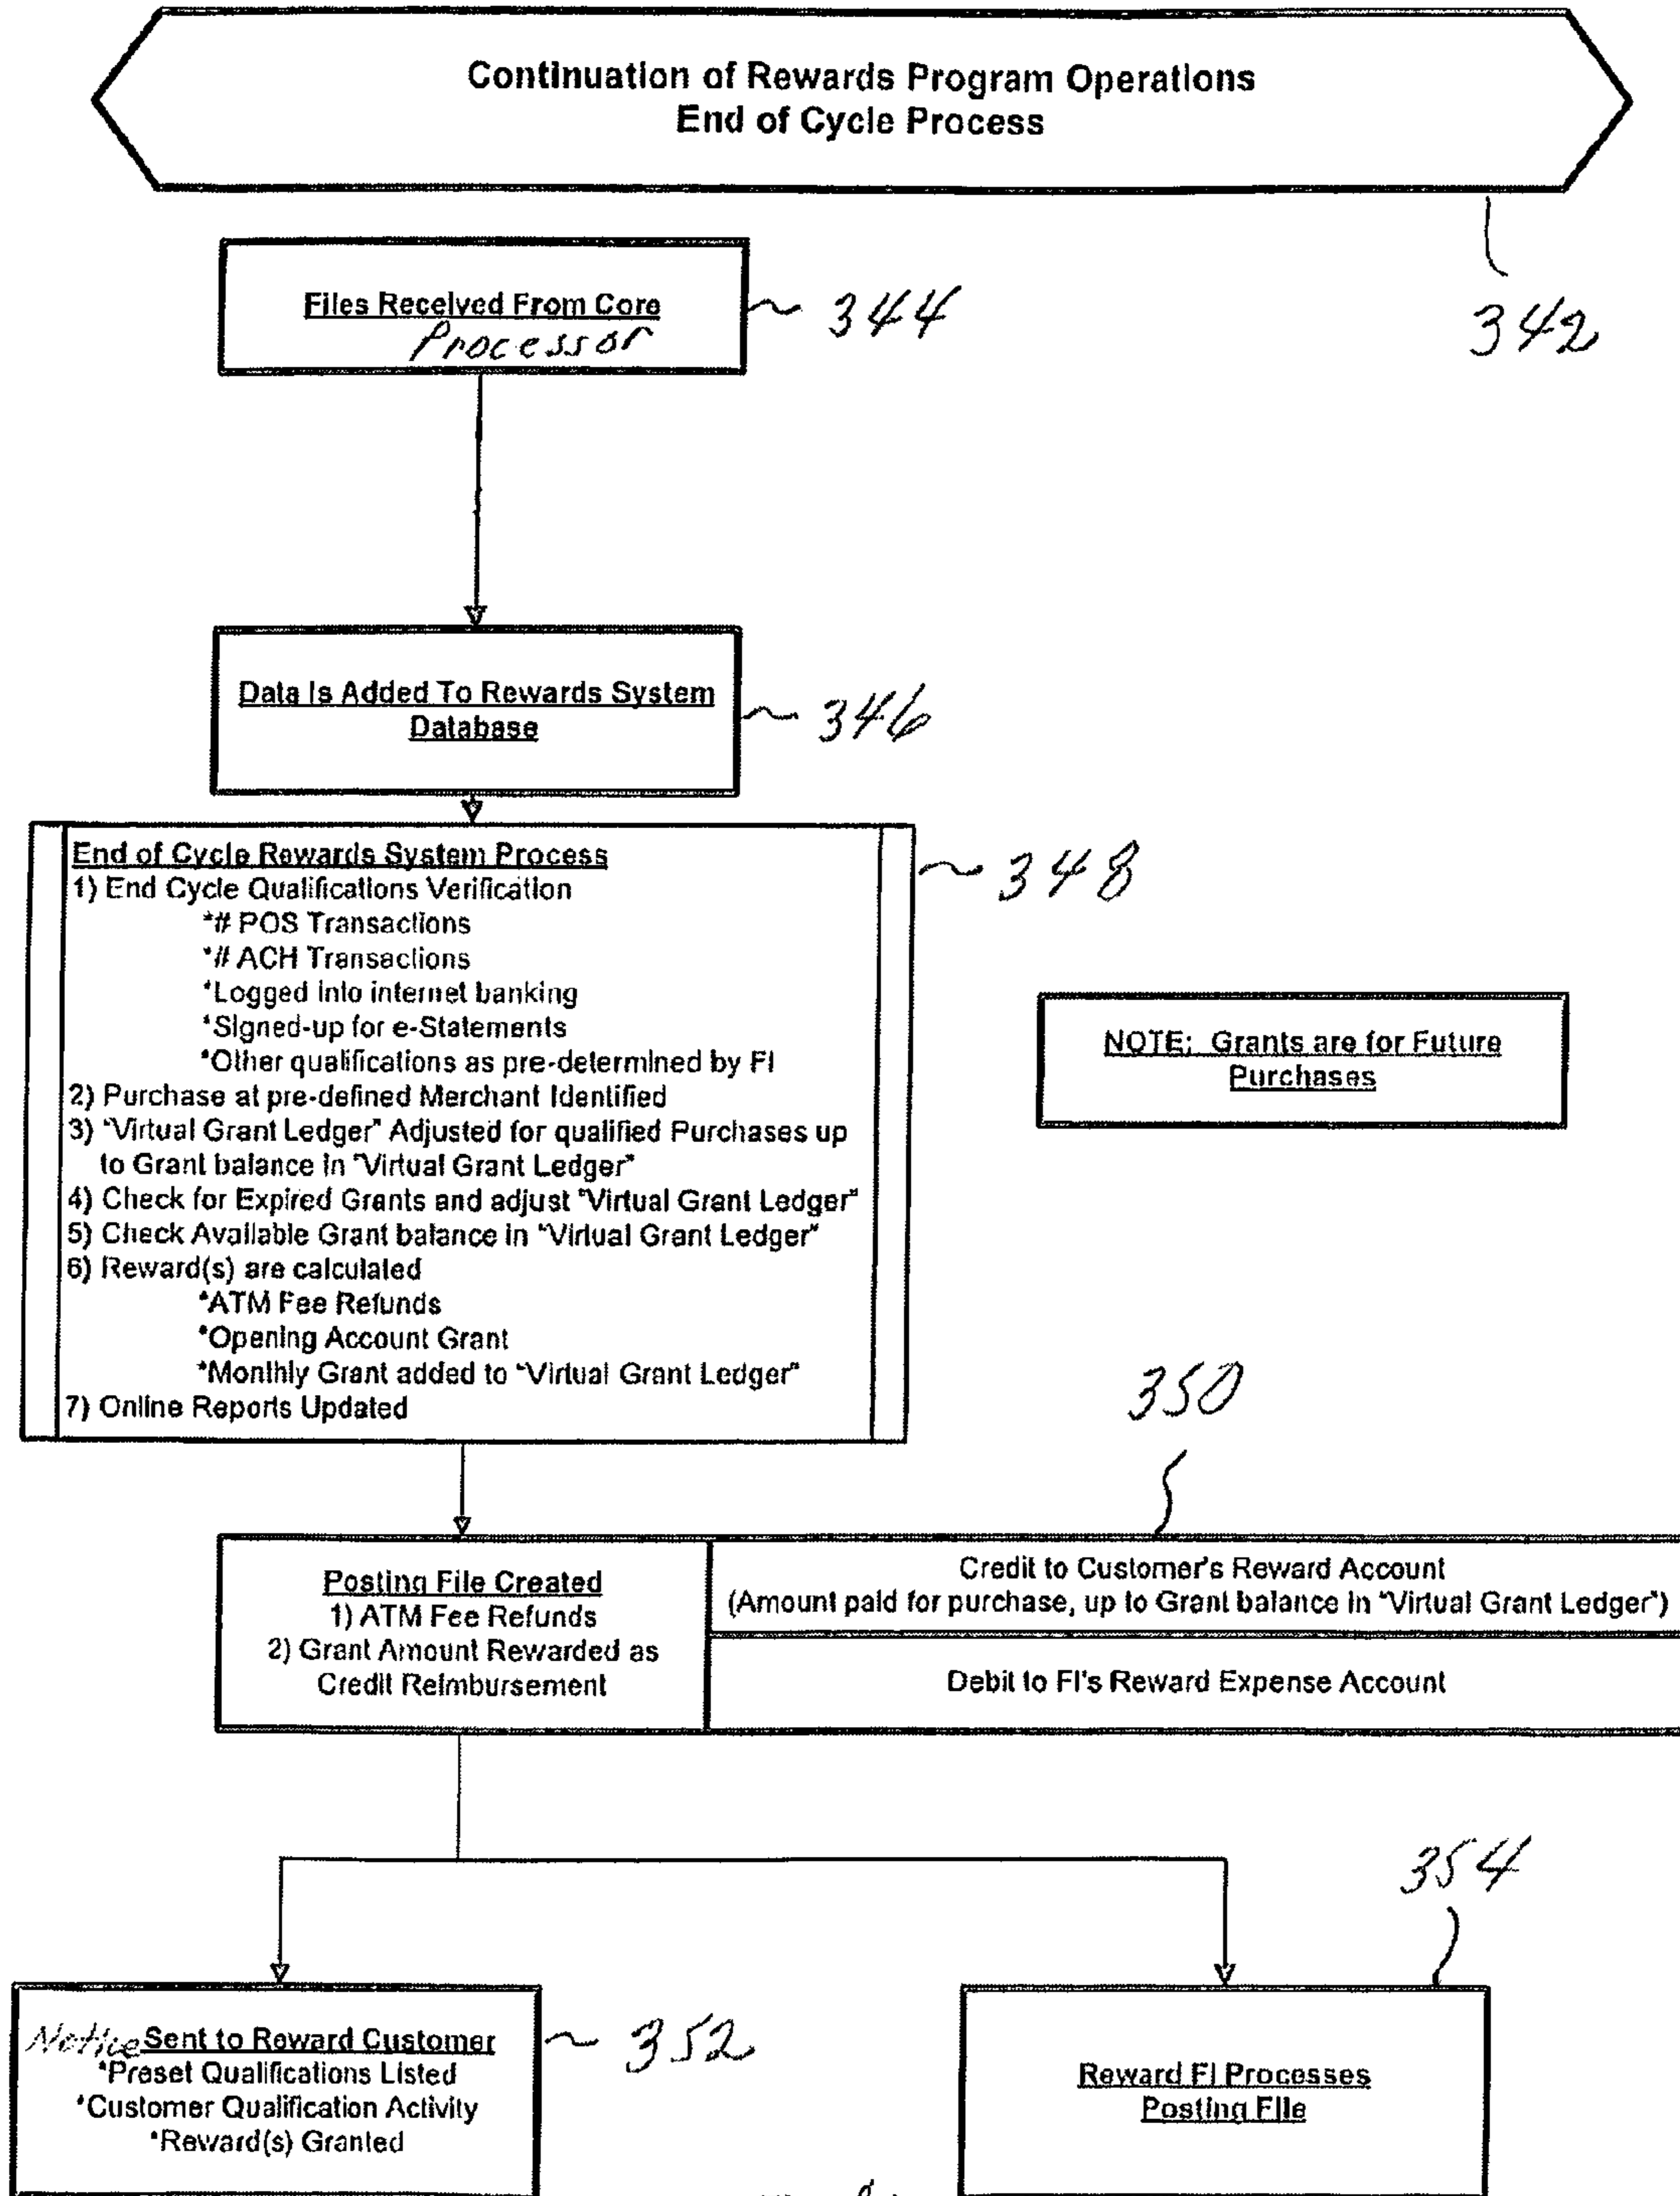 Continuation of Rewards Program Operations
End of Cycle Process
342
Files Received From Core
Processor
344
Data Is Added To Rewards System
Database
346
End of Cycle Rewards System Process
1) End Cycle Qualifications Verification
*# POS Transactions
*# ACH Transactions
*Logged into internet banking
*Signed-up for e-Statements
*Other qualifications as pre-determined by FI
2) Purchase at pre-defined Merchant Identified
3) "Virtual Grant Ledger" Adjusted for qualified Purchases up
to Grant balance in "Virtual Grant Ledger"
4) Check for Expired Grants and adjust "Virtual Grant Ledger"
5) Check Available Grant balance in "Virtual Grant Ledger"
6) Reward(s) are calculated
*ATM Fee Refunds
*Opening Account Grant
*Monthly Grant added to "Virtual Grant Ledger"
7) Online Reports Updated
348
NOTE: Grants are for Future
Purchases
350
Posting File Created
1) ATM Fee Refunds
2) Grant Amount Rewarded as
Credit Reimbursement
Credit to Customer's Reward Account
(Amount paid for purchase, up to Grant balance in "Virtual Grant Ledger")
Debit to FI's Reward Expense Account
354
Notice Sent to Reward Customer
*Preset Qualifications Listed
*Customer Qualification Activity
*Reward(s) Granted
352
Reward FI Processes
Posting File